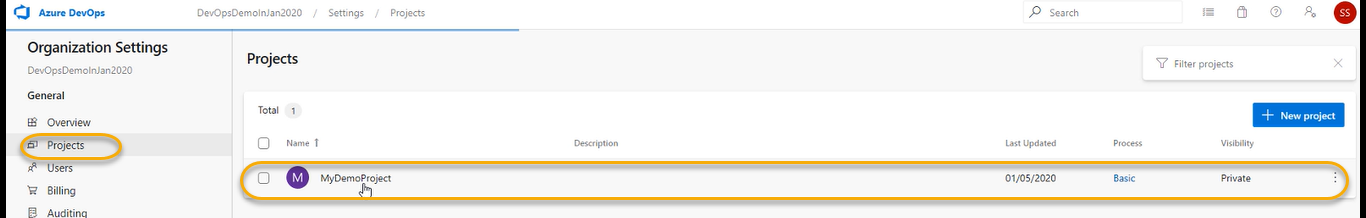 Azure DevOps
DevOpsDemoInJan2020 / Settings / Projects
Search
SS
Organization Settings
DevOpsDemoInJan2020
General
Overview
Projects
Users
Billing
Auditing
Projects
Filter projects
Total 1
New project
Name Description Last Updated Process Visibility
M MyDemoProject 01/05/2020 Basic Private